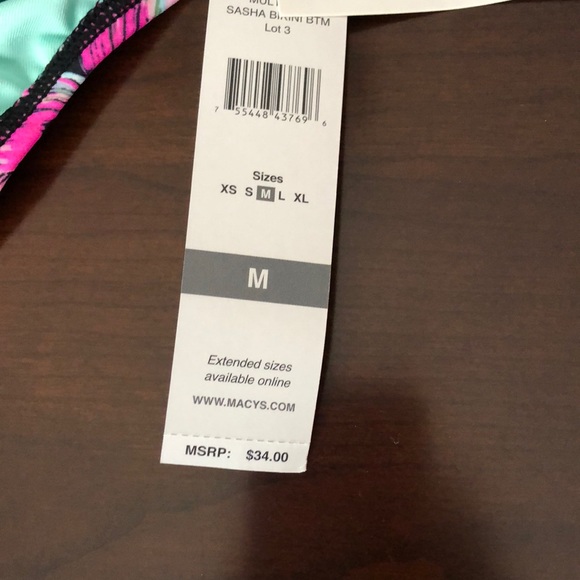 SASHA BIKINI BTM
Lot 3
7 55448 43769 6
Sizes
XS S M L XL
M
Extended sizes
available online
WWW.MACYS.COM
MSRP: $34.00